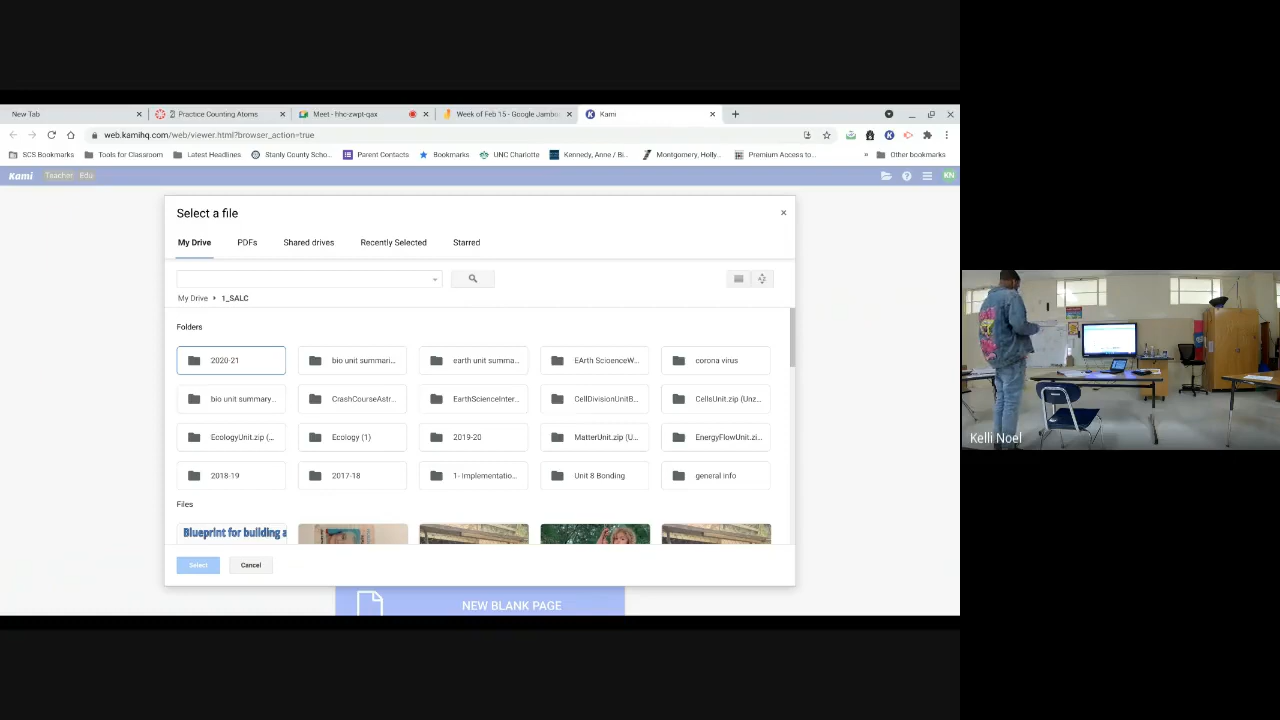 New Tab
Practice Counting Atoms
Meet - hhc-zwpt-qax
Week of Feb 15 - Google Jambo
Kami
web.kamihq.com/web/viewer.html?browser_action=true
SCS Bookmarks
Tools for Classroom
Latest Headlines
Stanly County Scho...
Parent Contacts
Bookmarks
UNC Charlotte
Kennedy, Anne / Bi...
Montgomery, Holly...
Premium Access to...
»
Other bookmarks
Kami Teacher Edu
KN
Select a file
My Drive
PDFs
Shared drives
Recently Selected
Starred
My Drive
1_SALC
Folders
2020-21
bio unit summari...
earth unit summa...
EArth ScienceW...
corona virus
bio unit summary...
CrashCourseAstr...
EarthScienceInter...
CellDivisionUnitB...
CellsUnit.zip (Unz...
EcologyUnit.zip (...
Ecology (1)
2019-20
MatterUnit.zip (U...
EnergyFlowUnit.zi...
2018-19
2017-18
1- Implementatio...
Unit 8 Bonding
general info
Files
Blueprint for building a
Select
Cancel
NEW BLANK PAGE
Kelli Noel